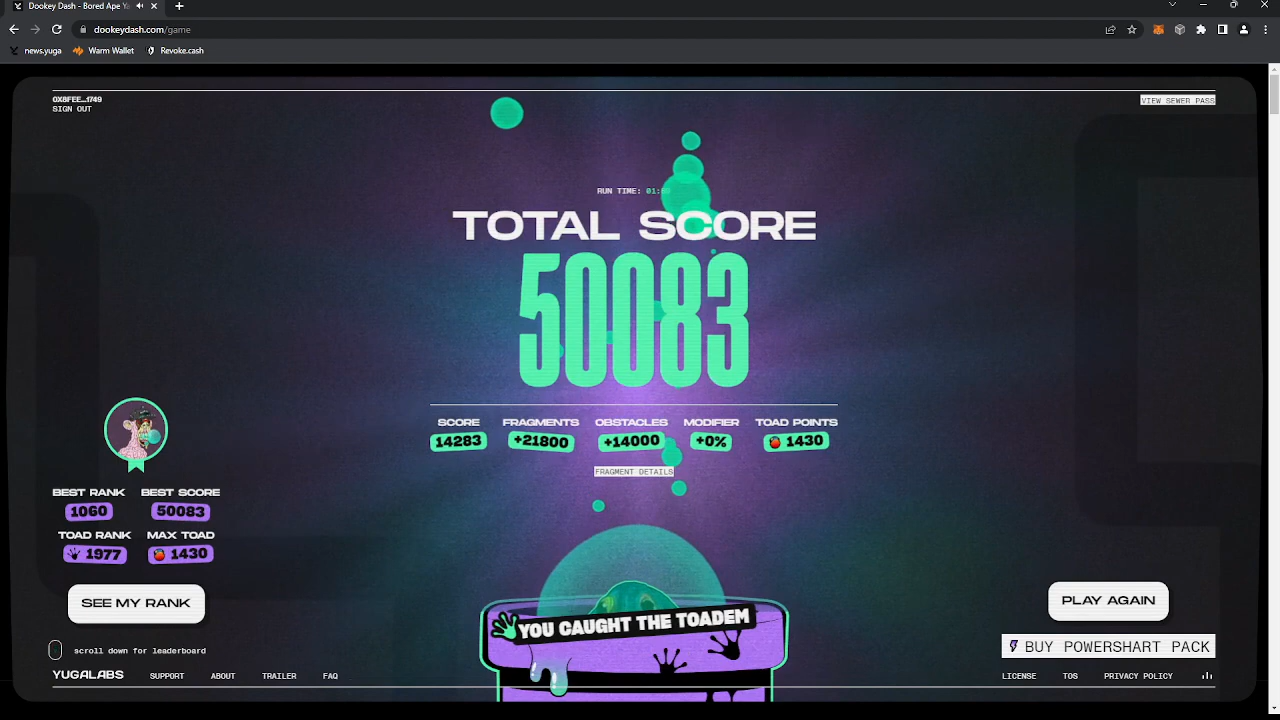 Dookey Dash - Bored Ape Y
dookeydash.com/game
news.yuga Warm Wallet Revoke.cash
0X8FEE…1749
SIGN OUT
VIEW SEWER PASS
RUN TIME: 01:
TOTAL SCORE
50083
SCORE FRAGMENTS OBSTACLES MODIFIER TOAD POINTS
14283 +21800 +14000 +0% 1430
FRAGMENT DETAILS
BEST RANK BEST SCORE
1060 50083
TOAD RANK MAX TOAD
1977 1430
SEE MY RANK
PLAY AGAIN
YOU CAUGHT THE TOADEM
BUY POWERSHART PACK
scroll down for leaderboard
YUGALABS SUPPORT ABOUT TRAILER FAQ LICENSE TOS PRIVACY POLICY